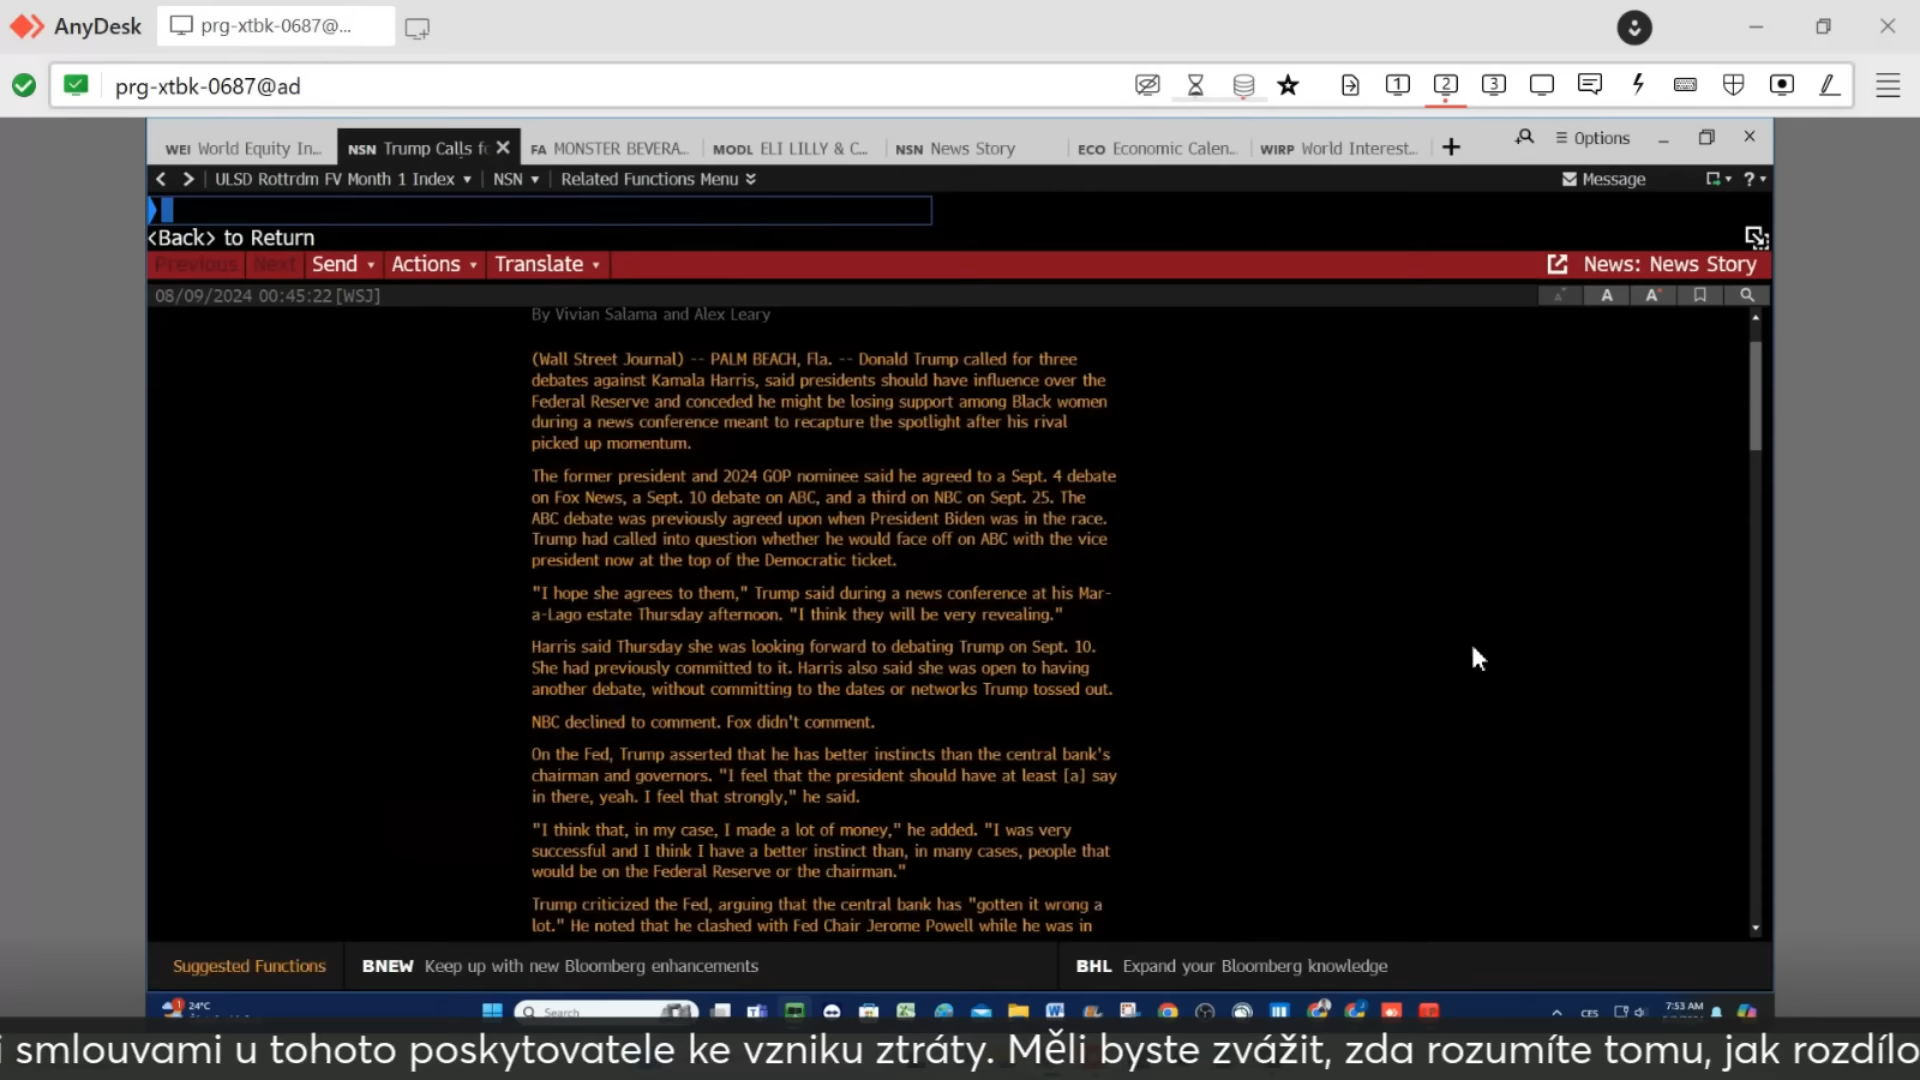 AnyDesk
prg-xtbk-0687@...
prg-xtbk-0687@ad
1 2 3
WEI World Equity In...
NSN Trump Calls f
FA MONSTER BEVERA...
MODL ELI LILLY & C...
NSN News Story
ECO Economic Calen...
WIRP World Interest...
Options
ULSD Rottrdm FV Month 1 Index
NSN
Related Functions Menu
Message
?
<Back> to Return
Previous Next Send Actions Translate
News: News Story
08/09/2024 00:45:22 [WSJ]
A A A
By Vivian Salama and Alex Leary
(Wall Street Journal) -- PALM BEACH, Fla. -- Donald Trump called for three
debates against Kamala Harris, said presidents should have influence over the
Federal Reserve and conceded he might be losing support among Black women
during a news conference meant to recapture the spotlight after his rival
picked up momentum.
The former president and 2024 GOP nominee said he agreed to a Sept. 4 debate
on Fox News, a Sept. 10 debate on ABC, and a third on NBC on Sept. 25. The
ABC debate was previously agreed upon when President Biden was in the race.
Trump had called into question whether he would face off on ABC with the vice
president now at the top of the Democratic ticket.
"I hope she agrees to them," Trump said during a news conference at his Mar-
a-Lago estate Thursday afternoon. "I think they will be very revealing."
Harris said Thursday she was looking forward to debating Trump on Sept. 10.
She had previously committed to it. Harris also said she was open to having
another debate, without committing to the dates or networks Trump tossed out.
NBC declined to comment. Fox didn't comment.
On the Fed, Trump asserted that he has better instincts than the central bank's
chairman and governors. "I feel that the president should have at least [a] say
in there, yeah. I feel that strongly," he said.
"I think that, in my case, I made a lot of money," he added. "I was very
successful and I think I have a better instinct than, in many cases, people that
would be on the Federal Reserve or the chairman."
Trump criticized the Fed, arguing that the central bank has "gotten it wrong a
lot." He noted that he clashed with Fed Chair Jerome Powell while he was in
Suggested Functions
BNEW Keep up with new Bloomberg enhancements
BHL Expand your Bloomberg knowledge
24°C
Search
CES
7:53 AM
i smlouvami u tohoto poskytovatele ke vzniku ztráty. Měli byste zvážit, zda rozumíte tomu, jak rozdílo